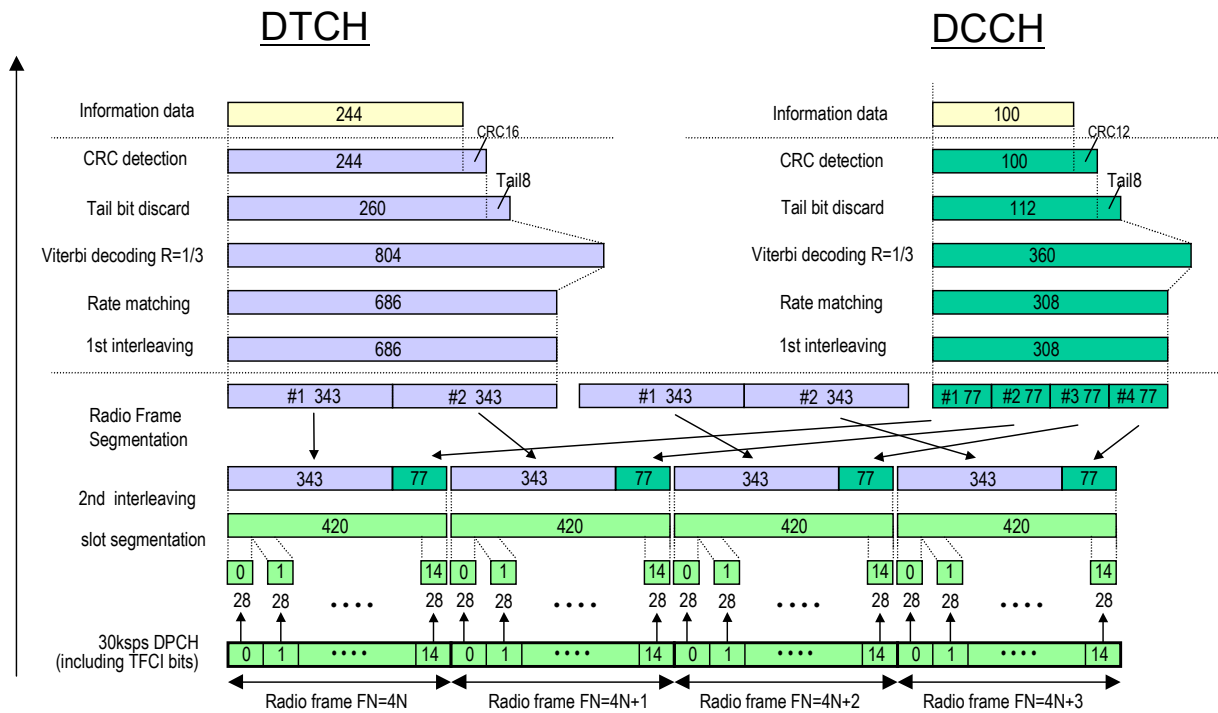 DTCH DCCH
Information data 244 Information data 100
CRC16 CRC12
CRC detection 244 CRC detection 100
Tail8 Tail8
Tail bit discard 260 Tail bit discard 112
Viterbi decoding R=1/3 804 Viterbi decoding R=1/3 360
Rate matching 686 Rate matching 308
1st interleaving 686 1st interleaving 308
#1 343 #2 343 #1 343 #2 343 #1 77 #2 77 #3 77 #4 77
Radio Frame
Segmentation
343 77 343 77 343 77 343 77
2nd interleaving
420 420 420 420
slot segmentation
0 1 14 0 1 14 0 1 14 0 1 14
28 28 •••• 28 28 28 •••• 28 28 28 •••• 28 28 28 •••• 28
30ksps DPCH
(including TFCI bits)
0 1 •••• 14 0 1 •••• 14 0 1 •••• 14 0 1 •••• 14
Radio frame FN=4N Radio frame FN=4N+1 Radio frame FN=4N+2 Radio frame FN=4N+3